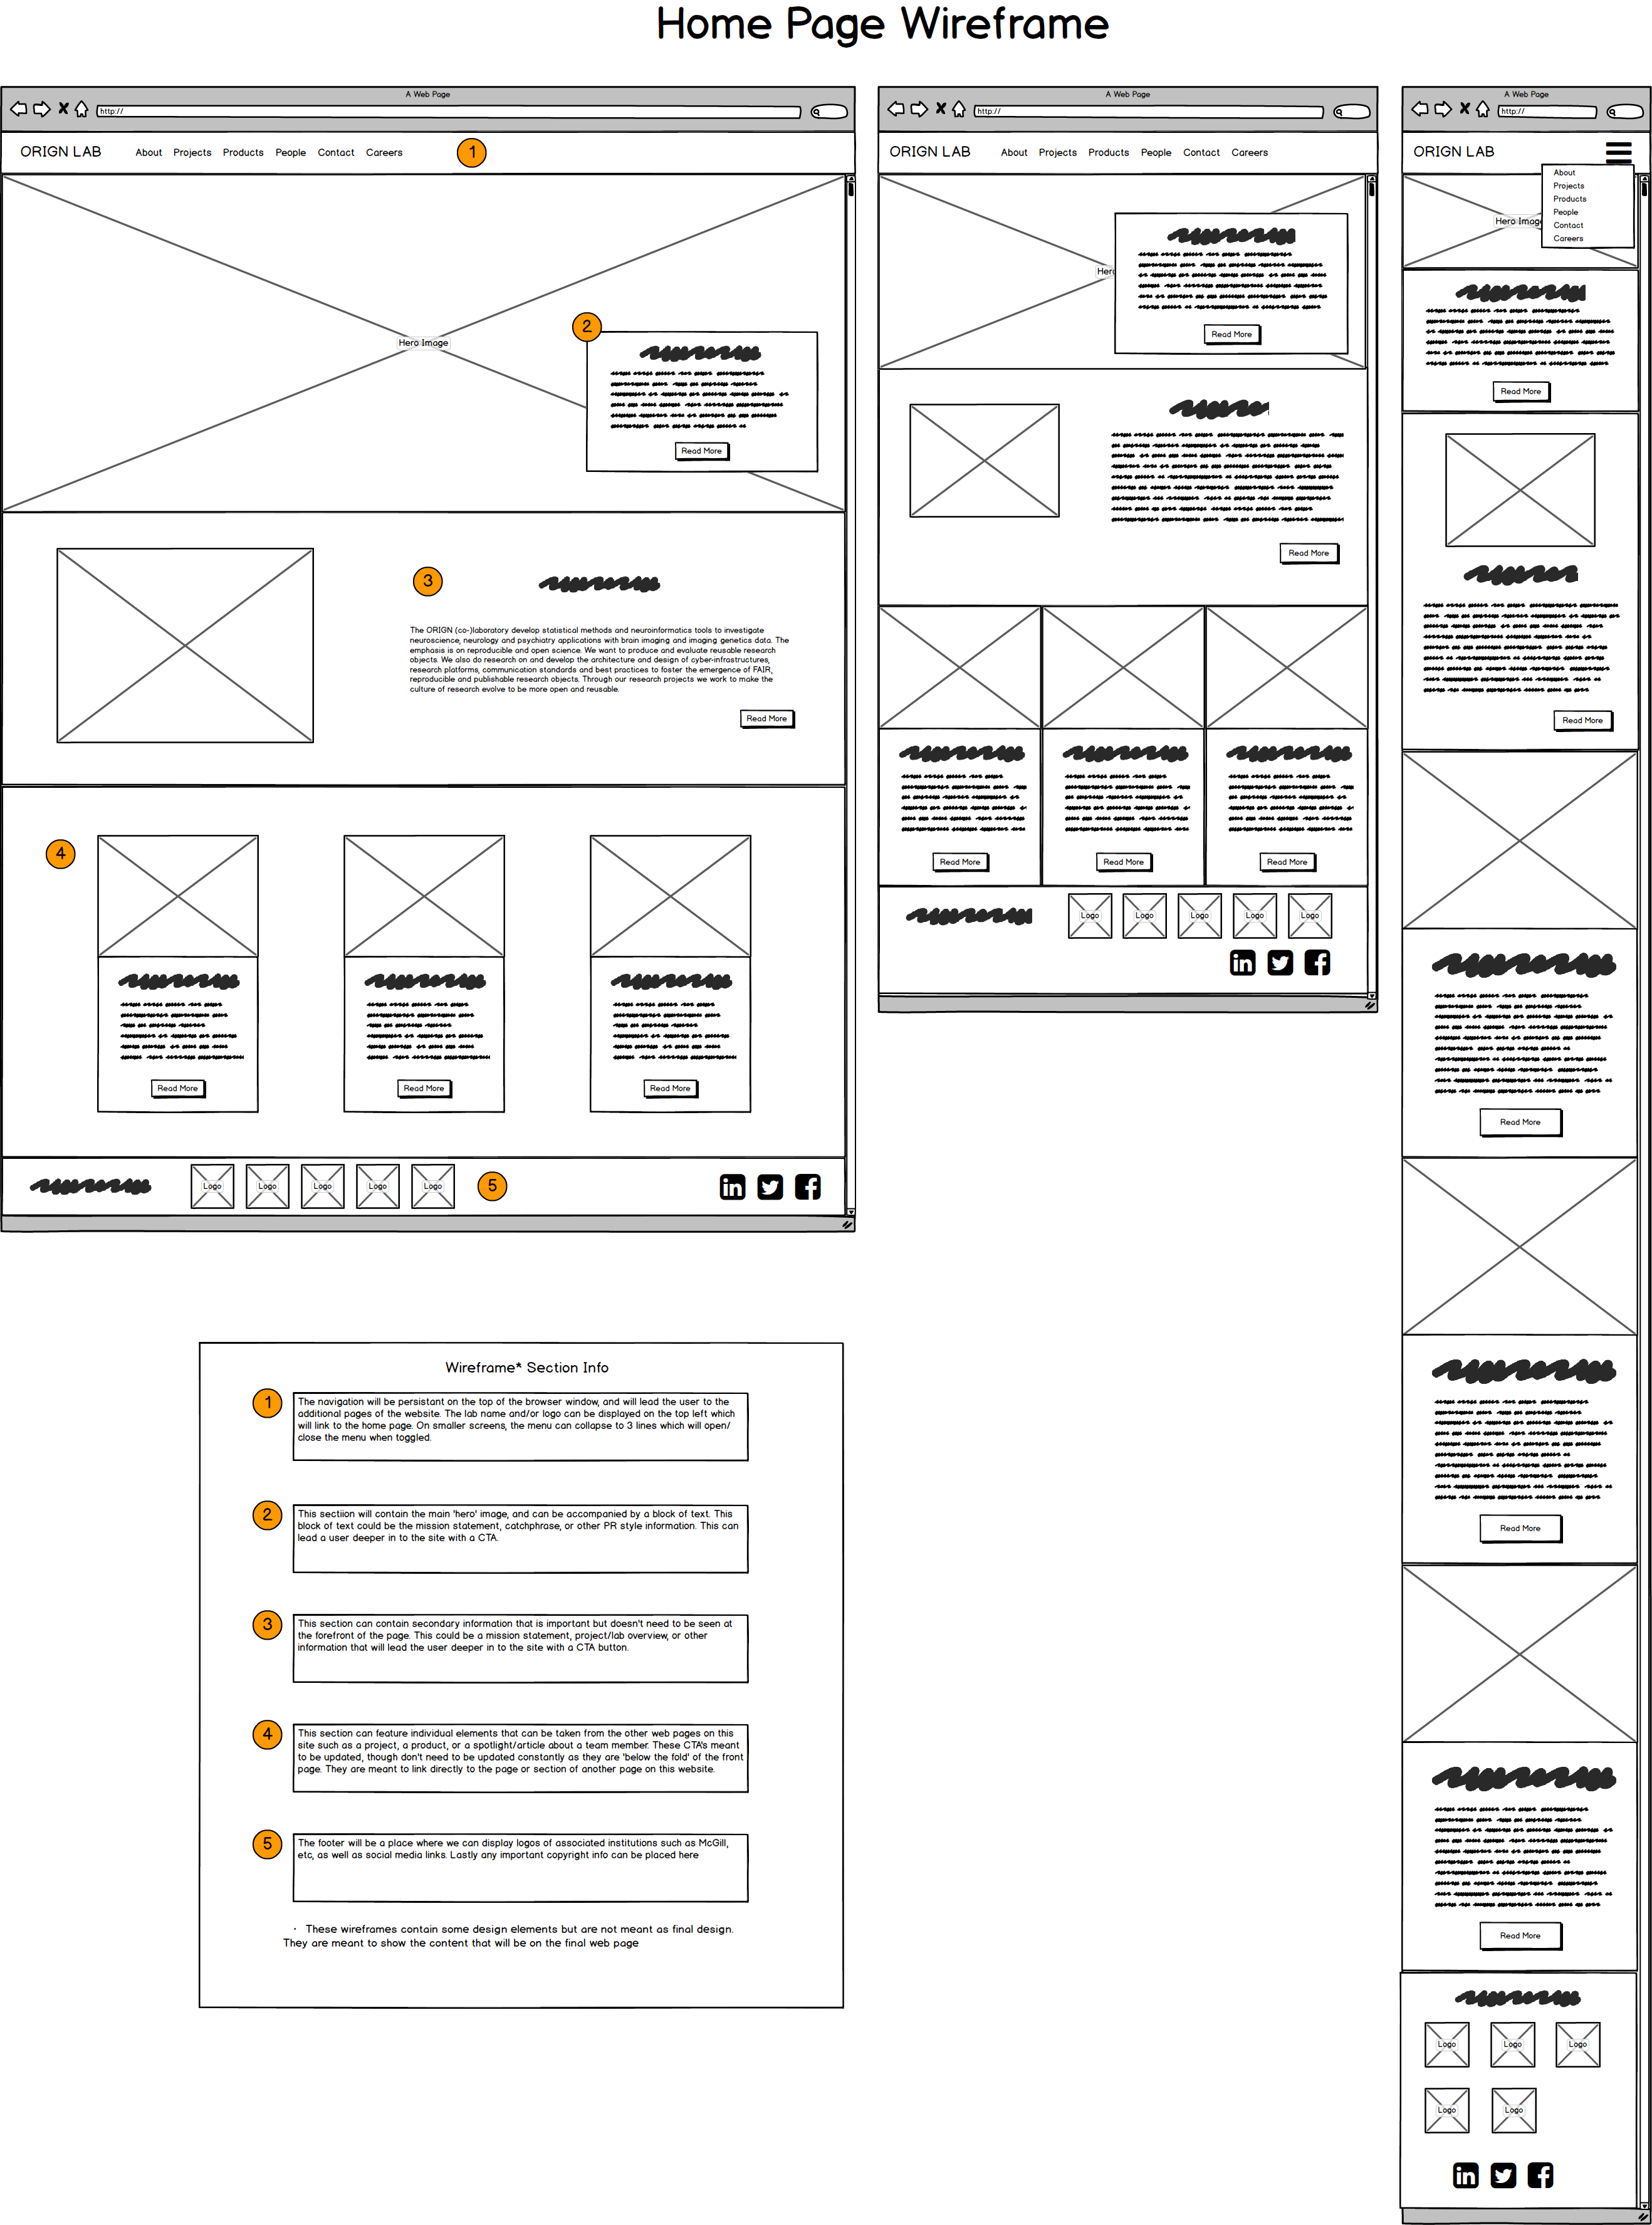 Home Page Wireframe
A Web Page
http://
ORIGN LAB About Projects Products People Contact Careers 1
Hero Image
2
Read More
3
The ORIGN (co-)laboratory develop statistical methods and neuroinformatics tools to investigate
neuroscience, neurology and psychiatry applications with brain imaging and imaging genetics data. The
emphasis is on reproducible and open science. We want to produce and evaluate reusable research
objects. We also do research on and develop the architecture and design of cyber-infrastructures,
research platforms, communication standards and best practices to foster the emergence of FAIR,
reproducible and publishable research objects. Through our research projects we work to make the
culture of research evolve to be more open and reusable.
Read More
4
Read More Read More Read More
Logo Logo Logo Logo Logo 5
A Web Page
http://
ORIGN LAB About Projects Products People Contact Careers
Hero
Read More
Read More
Read More Read More Read More
Logo Logo Logo Logo Logo
A Web Page
http://
ORIGN LAB
About
Projects
Products
People
Contact
Careers
Hero Image
Read More
Read More
Read More
Read More
Read More
Logo Logo Logo
Logo Logo
Wireframe* Section Info
1
The navigation will be persistant on the top of the browser window, and will lead the user to the
additional pages of the website. The lab name and/or logo can be displayed on the top left which
will link to the home page. On smaller screens, the menu can collapse to 3 lines which will open/
close the menu when toggled.
2
This sectiion will contain the main 'hero' image, and can be accompanied by a block of text. This
block of text could be the mission statement, catchphrase, or other PR style information. This can
lead a user deeper in to the site with a CTA.
3
This section can contain secondary information that is important but doesn't need to be seen at
the forefront of the page. This could be a mission statement, project/lab overview, or other
information that will lead the user deeper in to the site with a CTA button.
4
This section can feature individual elements that can be taken from the other web pages on this
site such as a project, a product, or a spotlight/article about a team member. These CTA's meant
to be updated, though don't need to be updated constantly as they are 'below the fold' of the front
page. They are meant to link directly to the page or section of another page on this website.
5
The footer will be a place where we can display logos of associated institutions such as McGill,
etc, as well as social media links. Lastly any important copyright info can be placed here
· These wireframes contain some design elements but are not meant as final design.
They are meant to show the content that will be on the final web page